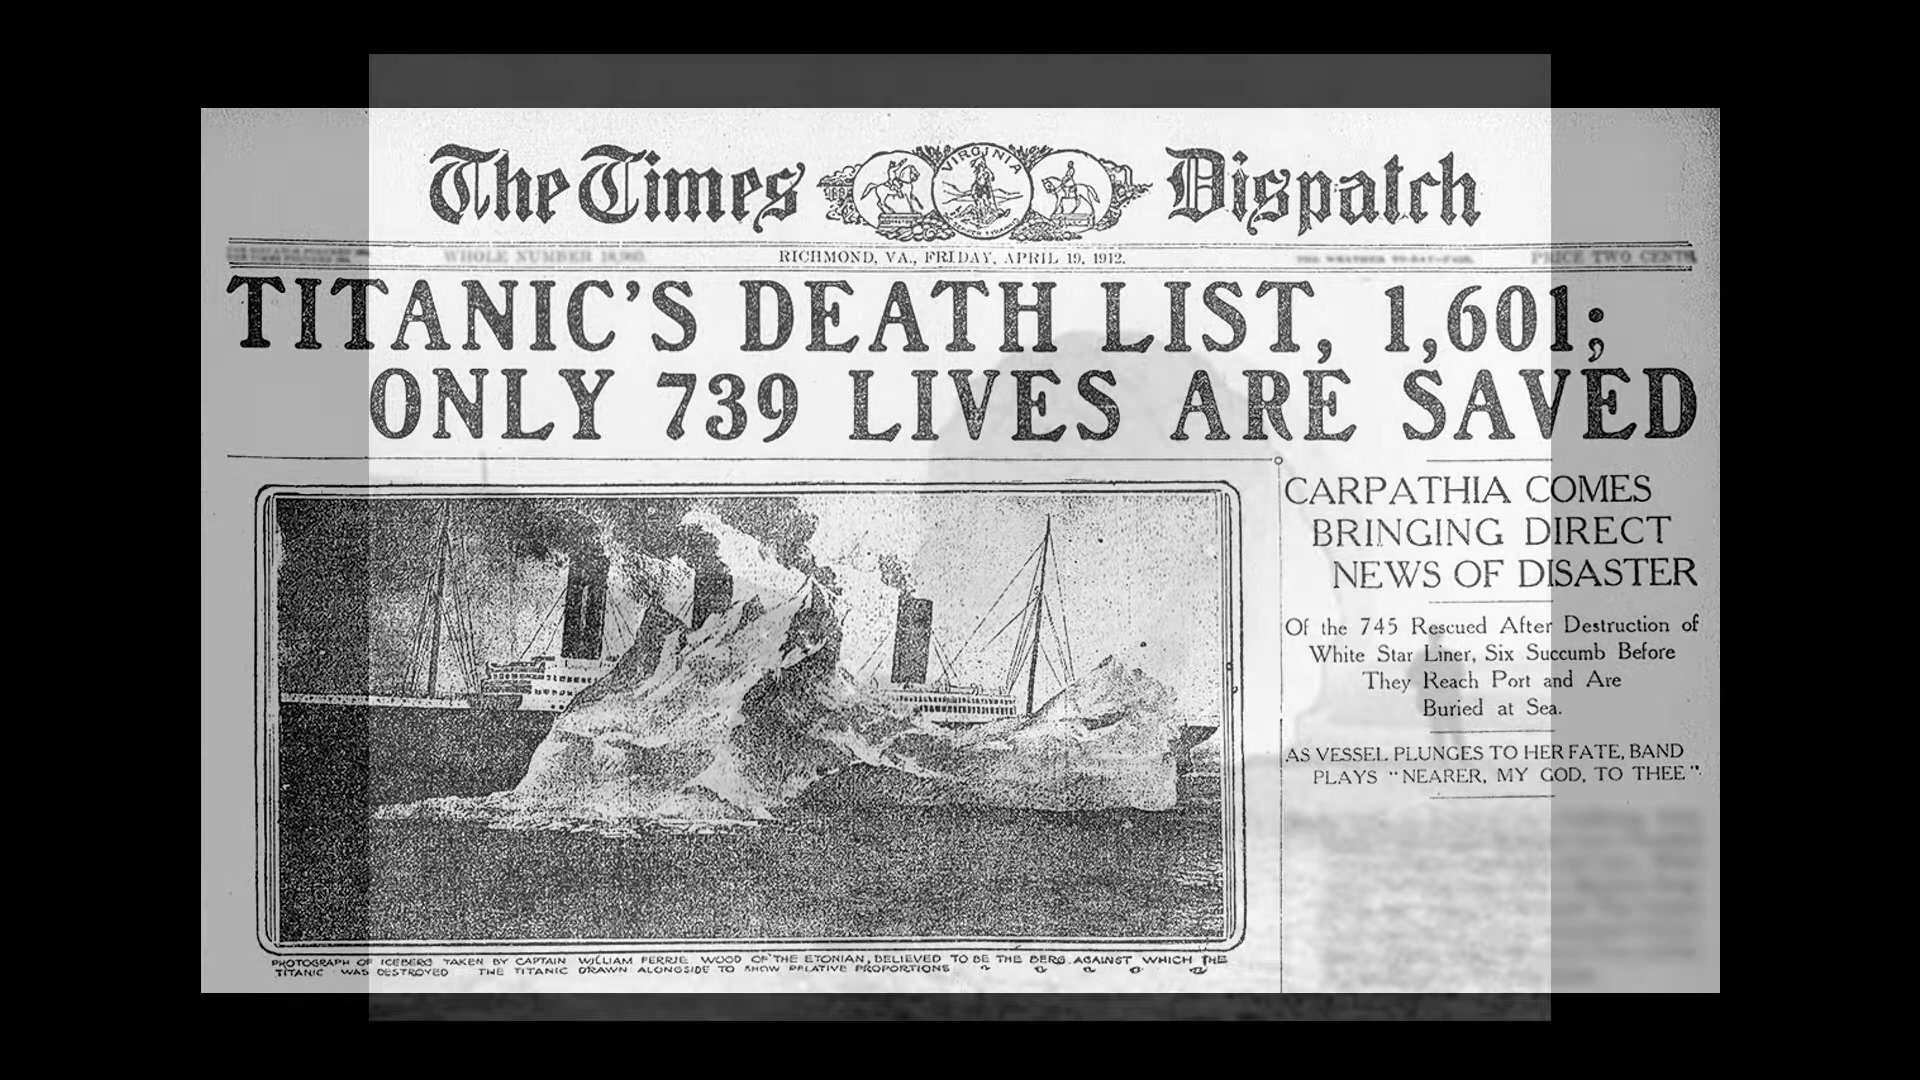 The Times Dispatch
VIRGINIA
WHOLE NUMBER
RICHMOND, VA., FRIDAY, APRIL 19, 1912.
PRICE TWO CENTS
TITANIC'S DEATH LIST, 1,601;
ONLY 739 LIVES ARE SAVED
CARPATHIA COMES
BRINGING DIRECT
NEWS OF DISASTER
Of the 745 Rescued After Destruction of
White Star Liner, Six Succumb Before
They Reach Port and Are
Buried at Sea.
AS VESSEL PLUNGES TO HER FATE, BAND
PLAYS "NEARER, MY GOD, TO THEE".
PHOTOGRAPH OF ICEBERG TAKEN BY CAPTAIN WILLIAM FERRIE WOOD OF THE ETONIAN, BELIEVED TO BE THE BERG AGAINST WHICH THE
TITANIC WAS DESTROYED THE TITANIC DRAWN ALONGSIDE TO SHOW RELATIVE PROPORTIONS